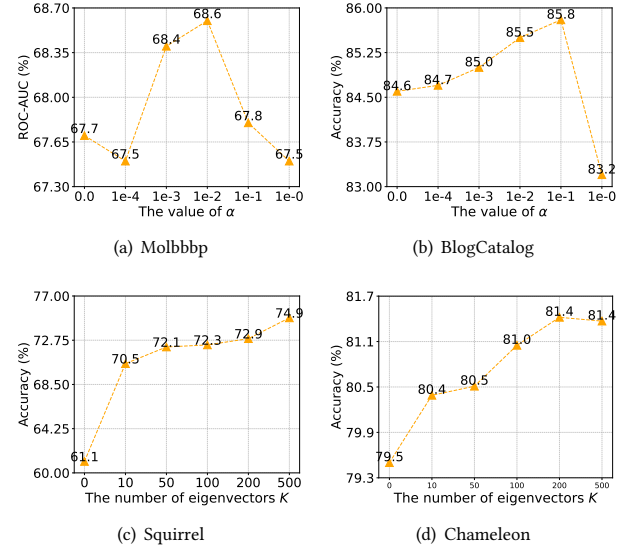 68.70
68.35
68.00
67.65
67.30
ROC-AUC (%)
67.7
67.5
68.4
68.6
67.8
67.5
0.0 1e-4 1e-3 1e-2 1e-1 1e-0
The value of α
(a) Molbbbp
86.00
85.25
84.50
83.75
83.00
Accuracy (%)
84.6
84.7
85.0
85.5
85.8
83.2
0.0 1e-4 1e-3 1e-2 1e-1 1e-0
The value of α
(b) BlogCatalog
77.00
72.75
68.50
64.25
60.00
Accuracy (%)
61.1
70.5
72.1
72.3
72.9
74.9
0 10 50 100 200 500
The number of eigenvectors K
(c) Squirrel
81.7
81.1
80.5
79.9
79.3
Accuracy (%)
79.5
80.4
80.5
81.0
81.4
81.4
0 10 50 100 200 500
The number of eigenvectors K
(d) Chameleon